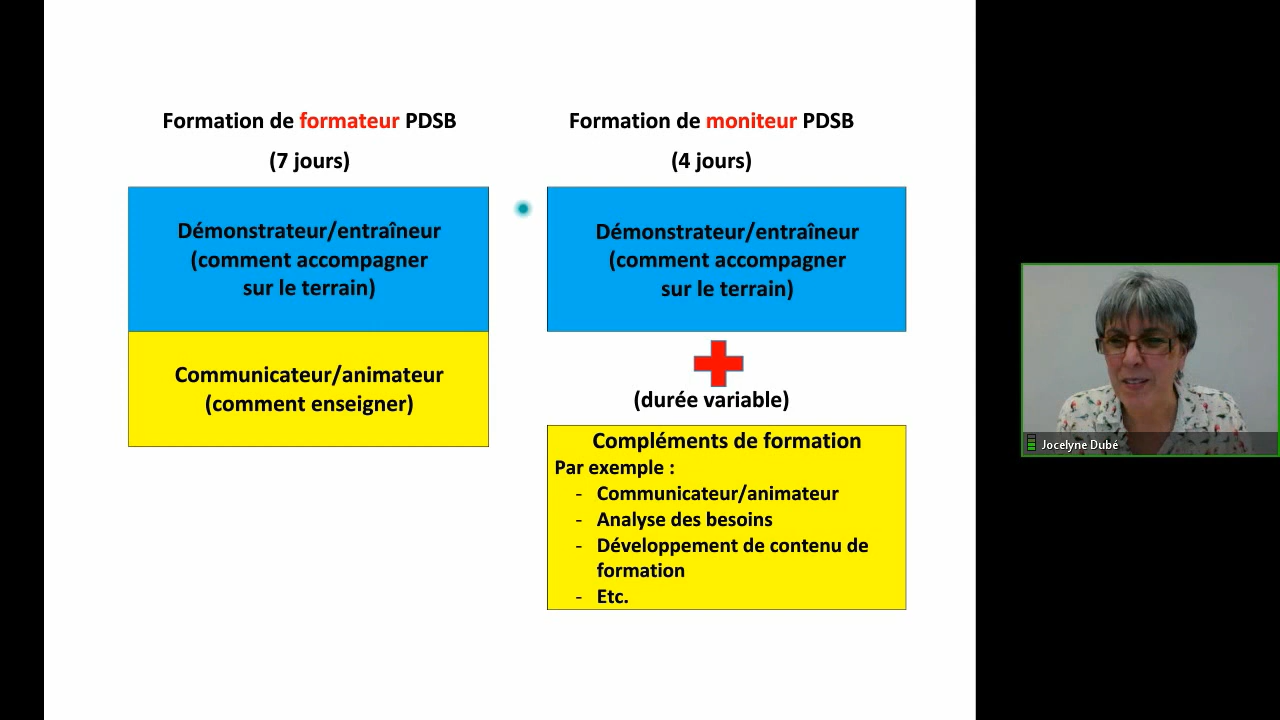 Formation de formateur PDSB
(7 jours)
Démonstrateur/entraîneur
(comment accompagner
sur le terrain)
Communicateur/animateur
(comment enseigner)
Formation de moniteur PDSB
(4 jours)
Démonstrateur/entraîneur
(comment accompagner
sur le terrain)
(durée variable)
Compléments de formation
Par exemple :
- Communicateur/animateur
- Analyse des besoins
- Développement de contenu de
formation
- Etc.
Jocelyne Dubé